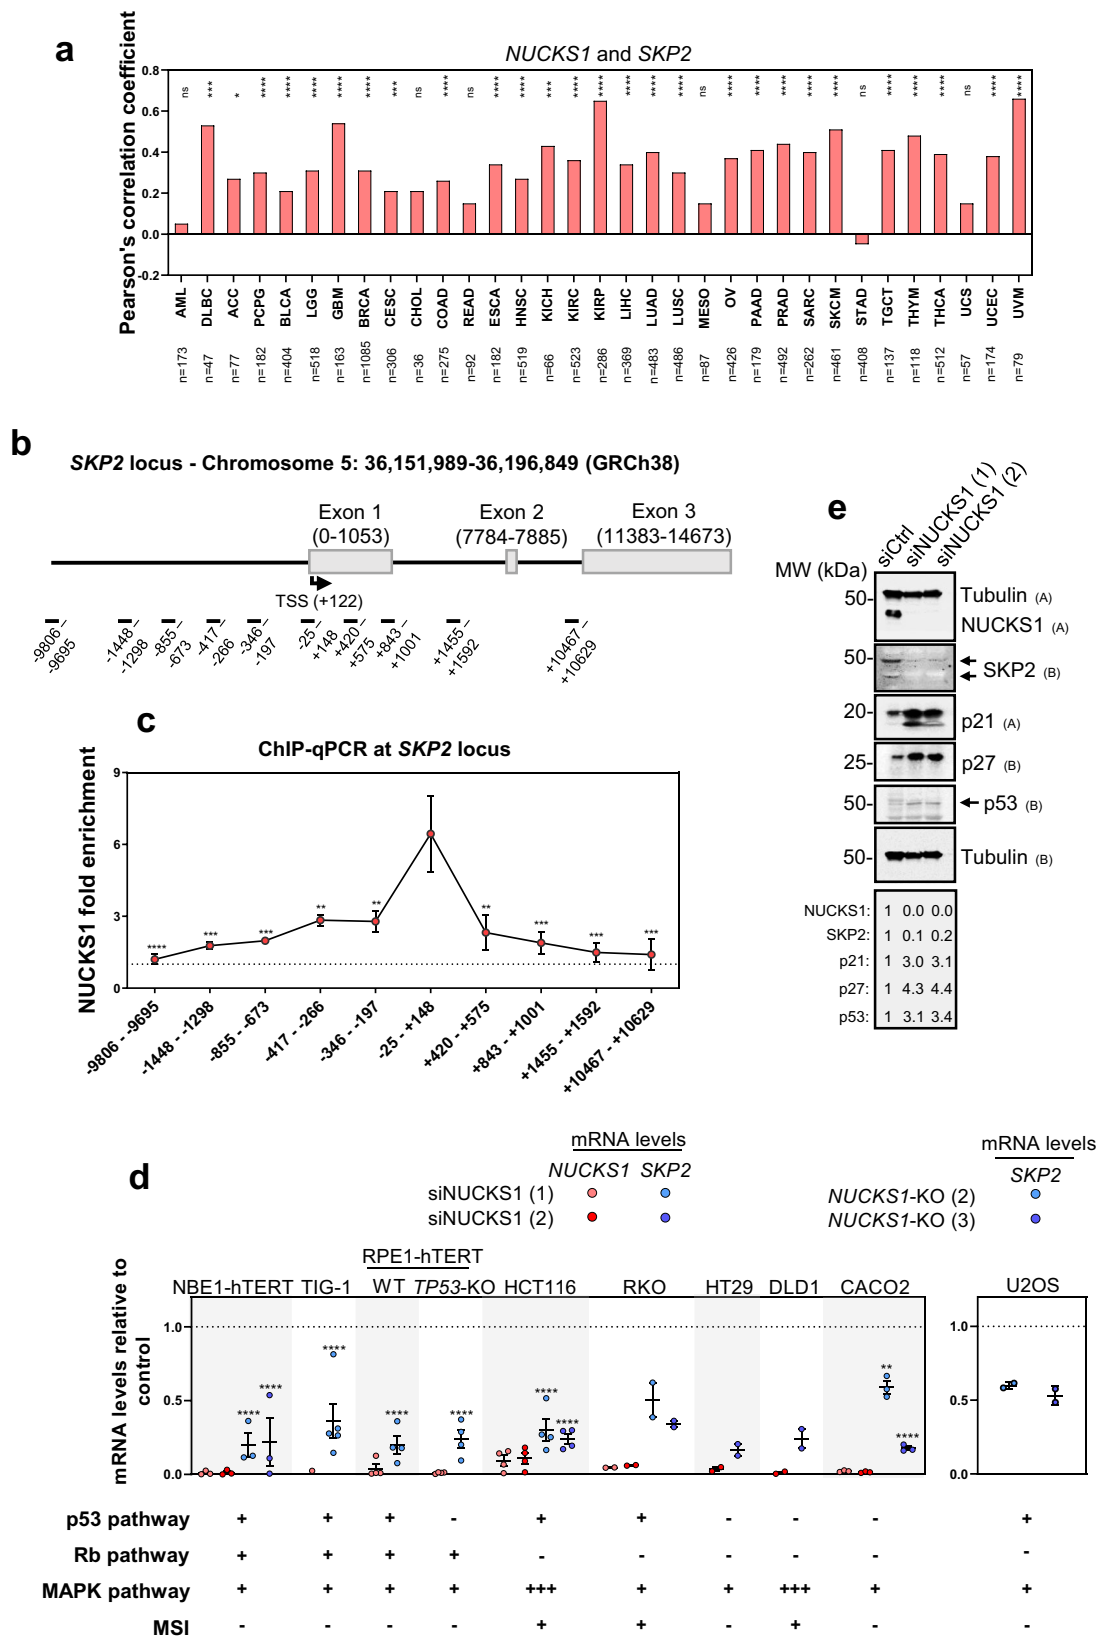 a
NUCKS1 and SKP2
Pearson's correlation coefficient
0.8
0.6
0.4
0.2
0.0
-0.2
ns **** * **** **** **** **** **** *** ns **** ns **** **** *** **** **** **** **** **** ns **** **** **** **** **** ns **** **** **** ns **** ****
AML DLBC ACC PCPG BLCA LGG GBM BRCA CESC CHOL COAD READ ESCA HNSC KICH KIRC KIRP LIHC LUAD LUSC MESO OV PAAD PRAD SARC SKCM STAD TGCT THYM THCA UCS UCEC UVM
n=173 n=47 n=77 n=182 n=404 n=518 n=163 n=1085 n=306 n=36 n=275 n=92 n=182 n=519 n=66 n=523 n=286 n=369 n=483 n=486 n=87 n=426 n=179 n=492 n=262 n=461 n=408 n=137 n=118 n=512 n=57 n=174 n=79
b
SKP2 locus - Chromosome 5: 36,151,989-36,196,849 (GRCh38)
Exon 1 Exon 2 Exon 3
(0-1053) (7784-7885) (11383-14673)
TSS (+122)
-9806 – -9695
-1448 – -1298
-855 – -673
-417 – -266
-346 – -197
-25 – +148
+420 – +575
+843 – +1001
+1455 – +1592
+10467 – +10629
c
ChIP-qPCR at SKP2 locus
NUCKS1 fold enrichment
9
6
3
0
**** *** *** ** ** ** *** *** ***
-9806 - -9695
-1448 - -1298
-855 - -673
-417 - -266
-346 - -197
-25 - +148
+420 - +575
+843 - +1001
+1455 - +1592
+10467 - +10629
e
siCtrl siNUCKS1 (1) siNUCKS1 (2)
MW (kDa)
50- Tubulin (A)
NUCKS1 (A)
50- SKP2 (B)
20- p21 (A)
25- p27 (B)
50- p53 (B)
50- Tubulin (B)
NUCKS1: 1 0.0 0.0
SKP2: 1 0.1 0.2
p21: 1 3.0 3.1
p27: 1 4.3 4.4
p53: 1 3.1 3.4
d
mRNA levels
NUCKS1 SKP2
siNUCKS1 (1)
siNUCKS1 (2)
mRNA levels
SKP2
NUCKS1-KO (2)
NUCKS1-KO (3)
RPE1-hTERT
NBE1-hTERT TIG-1 WT TP53-KO HCT116 RKO HT29 DLD1 CACO2 U2OS
mRNA levels relative to control
1.0
0.5
0.0
**** **** **** **** **** **** **** ** ****
1.0
0.5
0.0
p53 pathway + + + - + + - - - +
Rb pathway + + + + - - - - - -
MAPK pathway + + + + +++ + + +++ + +
MSI - - - - + + - + - -